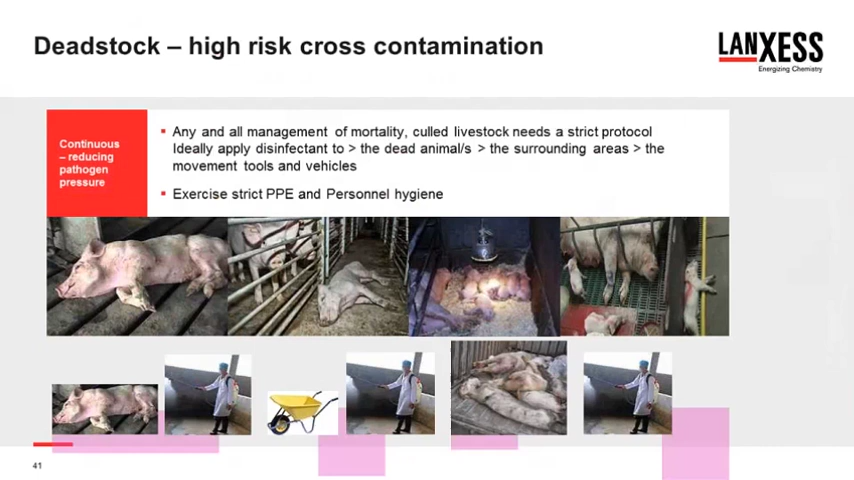 Deadstock – high risk cross contamination
LANXESS
Energizing Chemistry
Continuous
– reducing
pathogen
pressure
▪ Any and all management of mortality, culled livestock needs a strict protocol
Ideally apply disinfectant to > the dead animal/s > the surrounding areas > the
movement tools and vehicles
▪ Exercise strict PPE and Personnel hygiene
41